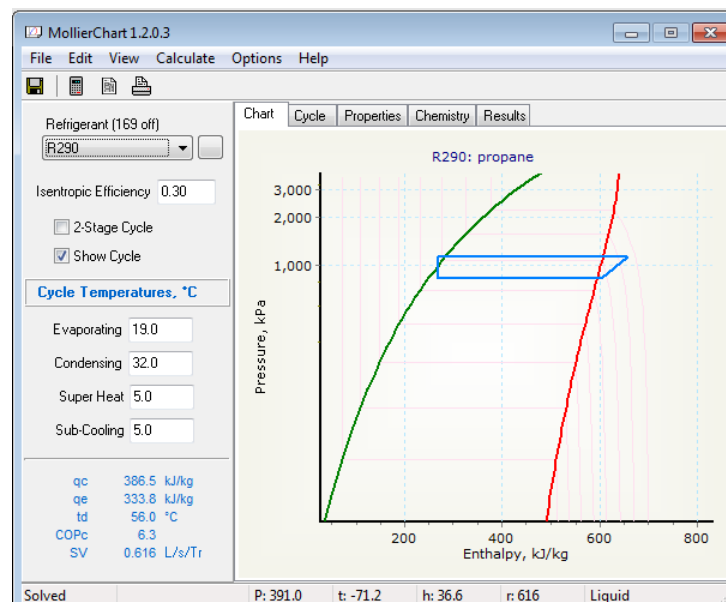 MollierChart 1.2.0.3
File Edit View Calculate Options Help
Refrigerant (169 off)
R290
Isentropic Efficiency 0.30
2-Stage Cycle
Show Cycle
Cycle Temperatures, °C
Evaporating 19.0
Condensing 32.0
Super Heat 5.0
Sub-Cooling 5.0
qc 386.5 kJ/kg
qe 333.8 kJ/kg
td 56.0 °C
COPc 6.3
SV 0.616 L/s/Tr
Chart Cycle Properties Chemistry Results
R290: propane
3,000
2,000
1,000
Pressure, kPa
200 400 600 800
Enthalpy, kJ/kg
Solved P: 391.0 t: -71.2 h: 36.6 r: 616 Liquid